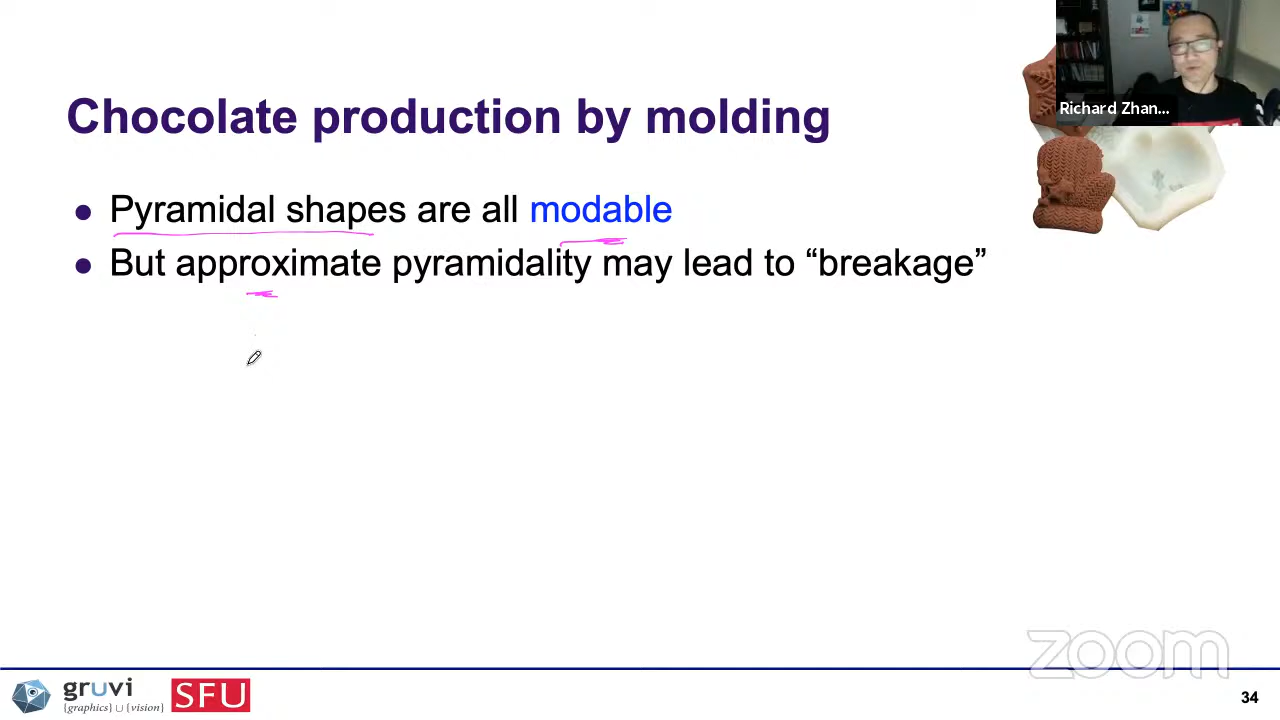 Richard Zhan...
Chocolate production by molding
Pyramidal shapes are all modable
But approximate pyramidality may lead to “breakage”
zoom
gruvi
{graphics} ∪ {vision}
SFU
34